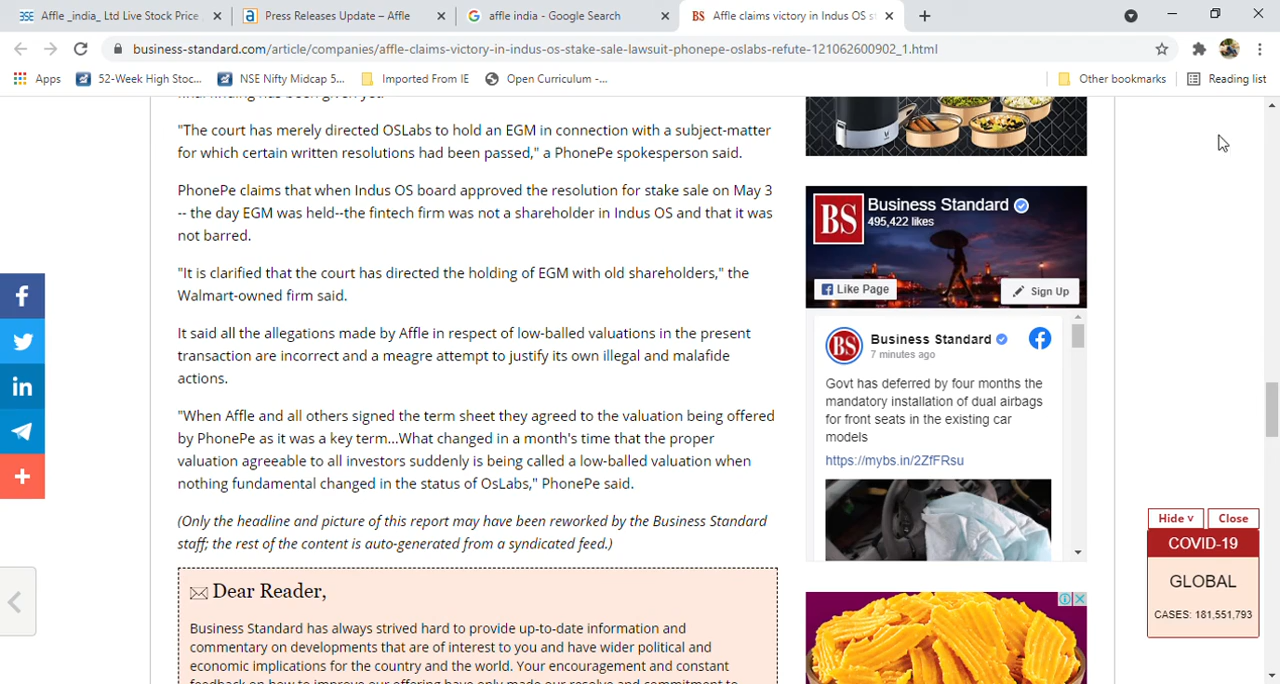 Affle _india_ Ltd Live Stock Price
Press Releases Update – Affle
affle india - Google Search
BS Affle claims victory in Indus OS st
business-standard.com/article/companies/affle-claims-victory-in-indus-os-stake-sale-lawsuit-phonepe-oslabs-refute-121062600902_1.html
Apps
52-Week High Stoc...
NSE Nifty Midcap 5...
Imported From IE
Open Curriculum -...
Other bookmarks
Reading list
"The court has merely directed OSLabs to hold an EGM in connection with a subject-matter
for which certain written resolutions had been passed," a PhonePe spokesperson said.
PhonePe claims that when Indus OS board approved the resolution for stake sale on May 3
-- the day EGM was held--the fintech firm was not a shareholder in Indus OS and that it was
not barred.
"It is clarified that the court has directed the holding of EGM with old shareholders," the
Walmart-owned firm said.
It said all the allegations made by Affle in respect of low-balled valuations in the present
transaction are incorrect and a meagre attempt to justify its own illegal and malafide
actions.
"When Affle and all others signed the term sheet they agreed to the valuation being offered
by PhonePe as it was a key term...What changed in a month's time that the proper
valuation agreeable to all investors suddenly is being called a low-balled valuation when
nothing fundamental changed in the status of OsLabs," PhonePe said.
(Only the headline and picture of this report may have been reworked by the Business Standard
staff; the rest of the content is auto-generated from a syndicated feed.)
Dear Reader,
Business Standard has always strived hard to provide up-to-date information and
commentary on developments that are of interest to you and have wider political and
economic implications for the country and the world. Your encouragement and constant
feedback on how to improve our offering have only made our resolve and commitment to
BS
Business Standard
495,422 likes
Like Page
Sign Up
BS
Business Standard
7 minutes ago
Govt has deferred by four months the
mandatory installation of dual airbags
for front seats in the existing car
models
https://mybs.in/2ZfFRsu
Hide v
Close
COVID-19
GLOBAL
CASES: 181,551,793